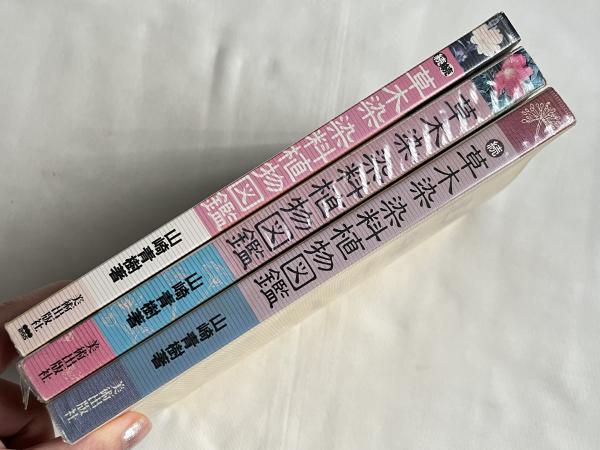 続続 草木染 染料植物図鑑 山崎青樹著 美術出版社
草木染 染料植物図鑑 山崎青樹著 美術出版社
続 草木染 染料植物図鑑 山崎青樹著 美術出版社